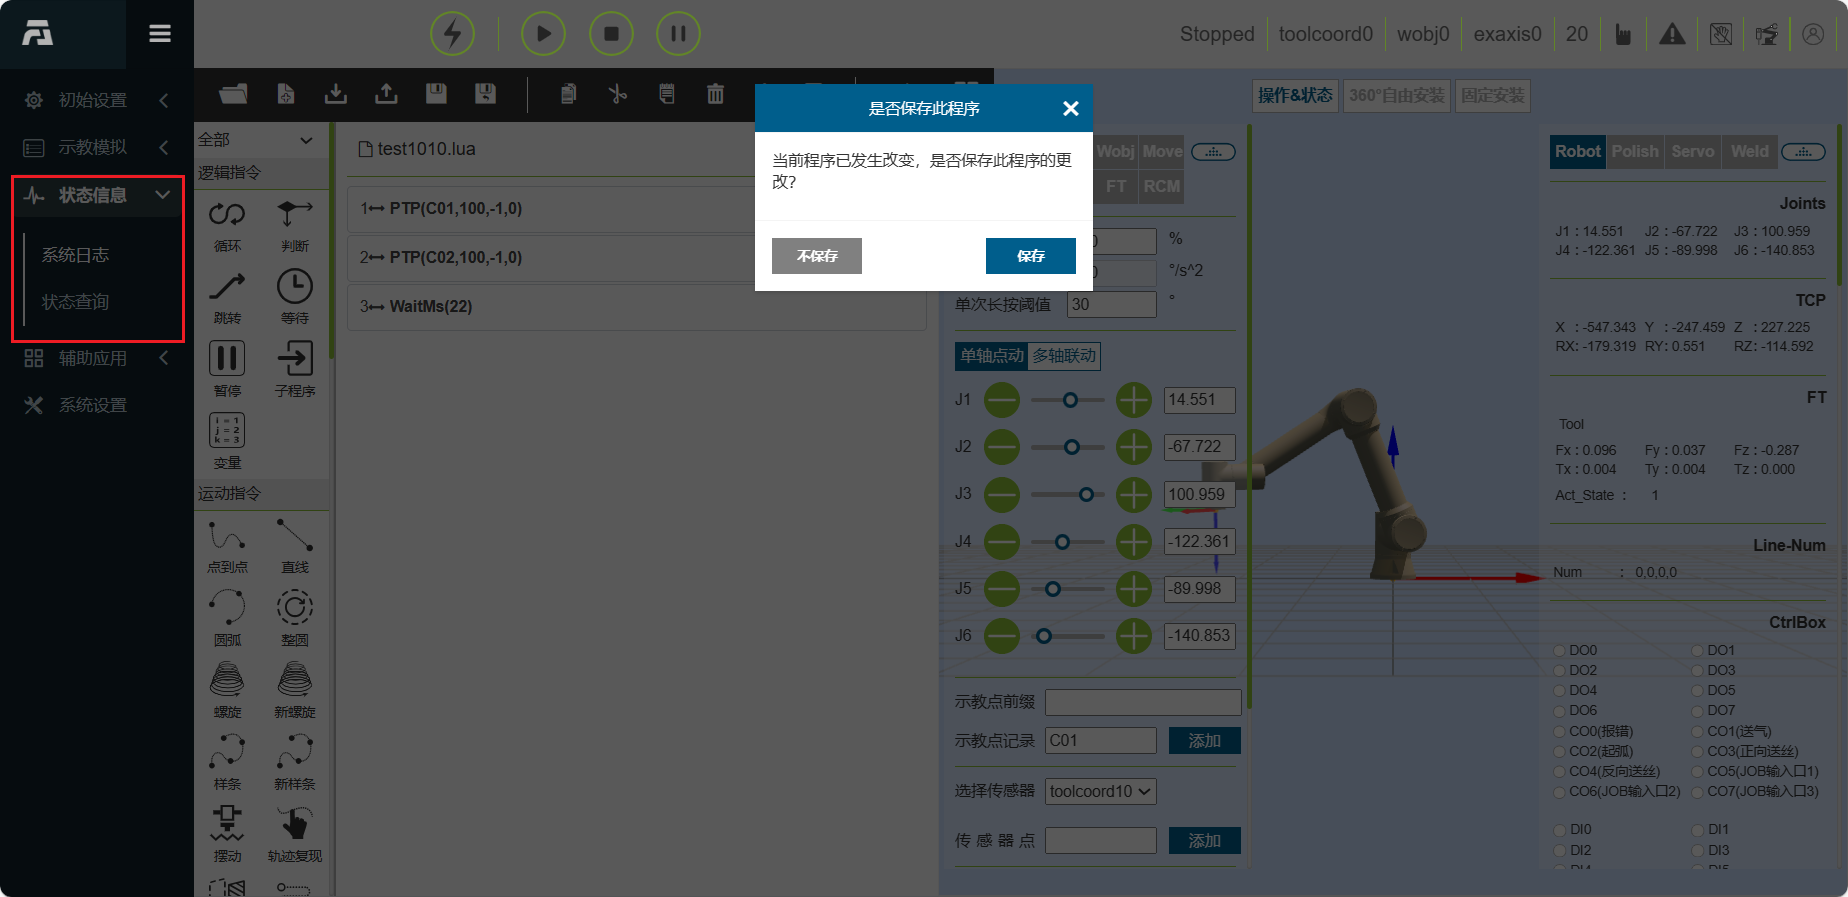 Stopped toolcoord0 wobj0 exaxis0 20
初始设置
示教模拟
状态信息
系统日志
状态查询
辅助应用
系统设置
全部
逻辑指令
循环 判断
跳转 等待
暂停 子程序
i = 1
j = 2
k = 3
变量
运动指令
点到点 直线
圆弧 整圆
螺旋 新螺旋
样条 新样条
摆动 轨迹复现
test1010.lua
1 PTP(C01,100,-1,0)
2 PTP(C02,100,-1,0)
3 WaitMs(22)
是否保存此程序
当前程序已发生改变，是否保存此程序的更
改?
不保存 保存
Wobj Move
FT RCM
0 %
0 °/s^2
单次长按阈值 30 °
单轴点动 多轴联动
J1 14.551
J2 -67.722
J3 100.959
J4 -122.361
J5 -89.998
J6 -140.853
示教点前缀
示教点记录 C01 添加
选择传感器 toolcoord10
传感器点 添加
操作&状态 360°自由安装 固定安装
Robot Polish Servo Weld
Joints
J1 : 14.551 J2 : -67.722 J3 : 100.959
J4 : -122.361 J5 : -89.998 J6 : -140.853
TCP
X : -547.343 Y : -247.459 Z : 227.225
RX: -179.319 RY: 0.551 RZ: -114.592
FT
Tool
Fx : 0.096 Fy : 0.037 Fz : -0.287
Tx : 0.004 Ty : 0.004 Tz : 0.000
Act_State : 1
Line-Num
Num : 0,0,0,0
CtrlBox
DO0 DO1
DO2 DO3
DO4 DO5
DO6 DO7
CO0(报错) CO1(送气)
CO2(起弧) CO3(正向送丝)
CO4(反向送丝) CO5(JOB输入口1)
CO6(JOB输入口2) CO7(JOB输入口3)
DI0 DI1
DI2 DI3
DI4 DI5